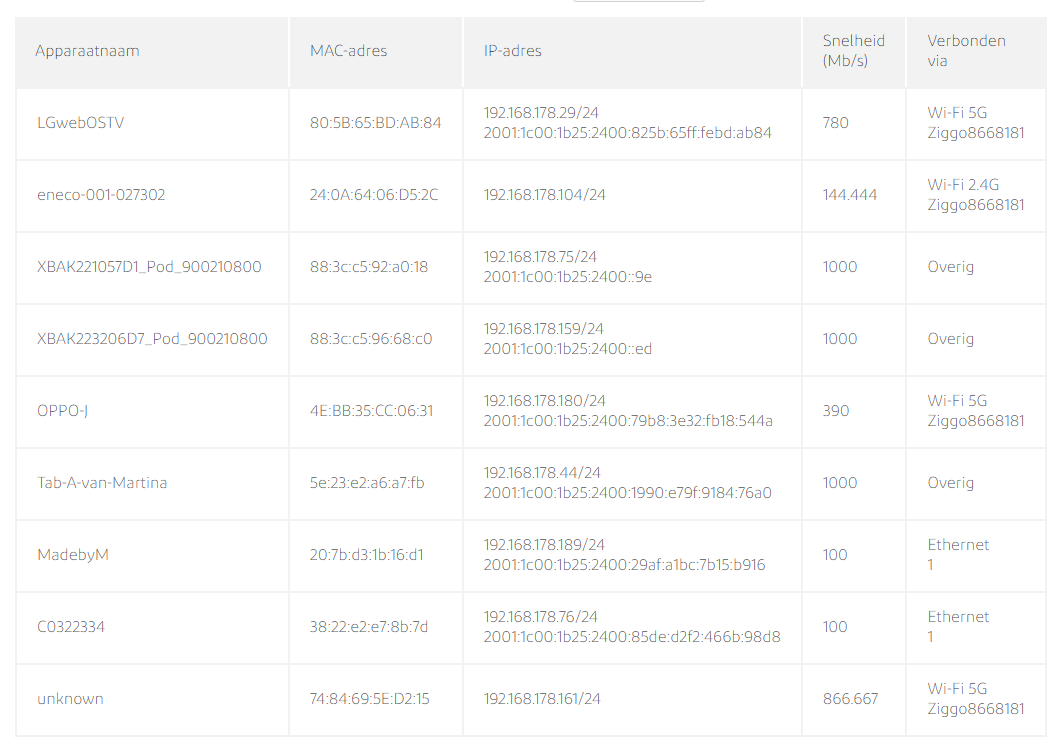 Apparaatnaam MAC-adres IP-adres Snelheid (Mb/s) Verbonden via
LGwebOSTV 80:5B:65:BD:AB:84 192.168.178.29/24 780 Wi-Fi 5G
2001:1c00:1b25:2400:825b:65ff:febd:ab84 Ziggo8668181
eneco-001-027302 24:0A:64:06:D5:2C 192.168.178.104/24 144.444 Wi-Fi 2.4G
Ziggo8668181
XBAK221057D1_Pod_900210800 88:3c:c5:92:a0:18 192.168.178.75/24 1000 Overig
2001:1c00:1b25:2400::9e
XBAK223206D7_Pod_900210800 88:3c:c5:96:68:c0 192.168.178.159/24 1000 Overig
2001:1c00:1b25:2400::ed
OPPO-J 4E:BB:35:CC:06:31 192.168.178.180/24 390 Wi-Fi 5G
2001:1c00:1b25:2400:79b8:3e32:fb18:544a Ziggo8668181
Tab-A-van-Martina 5e:23:e2:a6:a7:fb 192.168.178.44/24 1000 Overig
2001:1c00:1b25:2400:1990:e79f:9184:76a0
MadebyM 20:7b:d3:1b:16:d1 192.168.178.189/24 100 Ethernet
2001:1c00:1b25:2400:29af:a1bc:7b15:b916 1
C0322334 38:22:e2:e7:8b:7d 192.168.178.76/24 100 Ethernet
2001:1c00:1b25:2400:85de:d2f2:466b:98d8 1
unknown 74:84:69:5E:D2:15 192.168.178.161/24 866.667 Wi-Fi 5G
Ziggo8668181